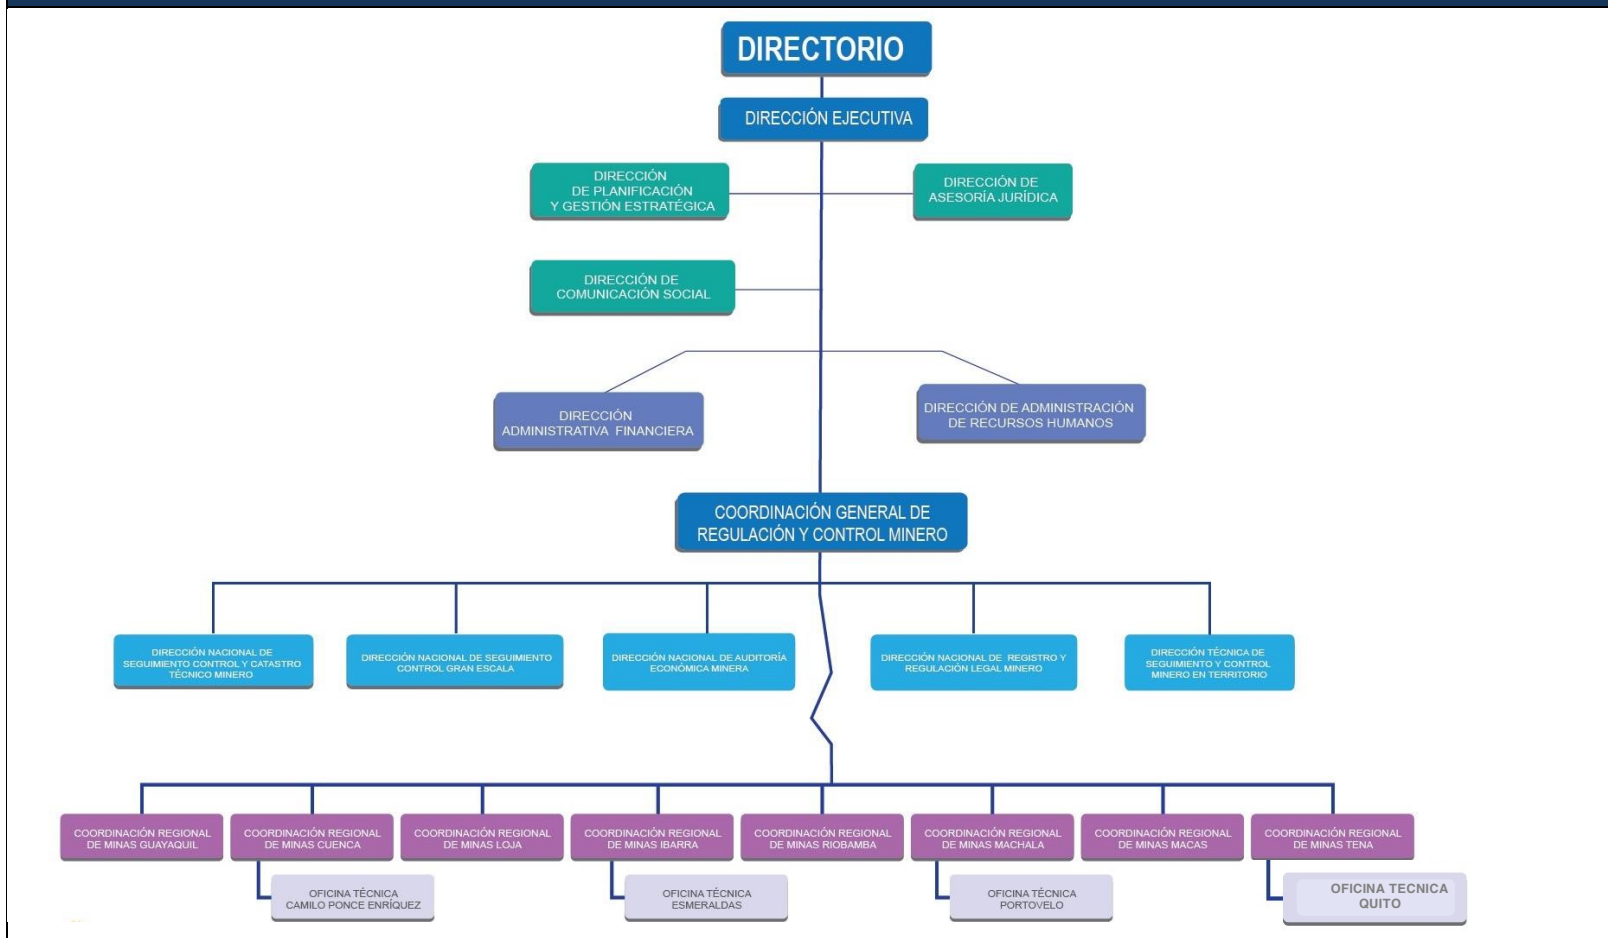 DIRECTORIO
DIRECCIÓN EJECUTIVA
DIRECCIÓN
DE PLANIFICACIÓN
Y GESTIÓN ESTRATÉGICA
DIRECCIÓN DE
ASESORÍA JURÍDICA
DIRECCIÓN DE
COMUNICACIÓN SOCIAL
DIRECCIÓN
ADMINISTRATIVA FINANCIERA
DIRECCIÓN DE ADMINISTRACIÓN
DE RECURSOS HUMANOS
COORDINACIÓN GENERAL DE
REGULACIÓN Y CONTROL MINERO
DIRECCIÓN NACIONAL DE
SEGUIMIENTO CONTROL Y CATASTRO
TÉCNICO MINERO
DIRECCIÓN NACIONAL DE SEGUIMIENTO
CONTROL GRAN ESCALA
DIRECCIÓN NACIONAL DE AUDITORÍA
ECONÓMICA MINERA
DIRECCIÓN NACIONAL DE REGISTRO Y
REGULACIÓN LEGAL MINERO
DIRECCIÓN TÉCNICA DE
SEGUIMIENTO Y CONTROL
MINERO EN TERRITORIO
COORDINACIÓN REGIONAL
DE MINAS GUAYAQUIL
COORDINACIÓN REGIONAL
DE MINAS CUENCA
COORDINACIÓN REGIONAL
DE MINAS LOJA
COORDINACIÓN REGIONAL
DE MINAS IBARRA
COORDINACIÓN REGIONAL
DE MINAS RIOBAMBA
COORDINACIÓN REGIONAL
DE MINAS MACHALA
COORDINACIÓN REGIONAL
DE MINAS MACAS
COORDINACIÓN REGIONAL
DE MINAS TENA
OFICINA TÉCNICA
CAMILO PONCE ENRÍQUEZ
OFICINA TÉCNICA
ESMERALDAS
OFICINA TÉCNICA
PORTOVELO
OFICINA TECNICA
QUITO